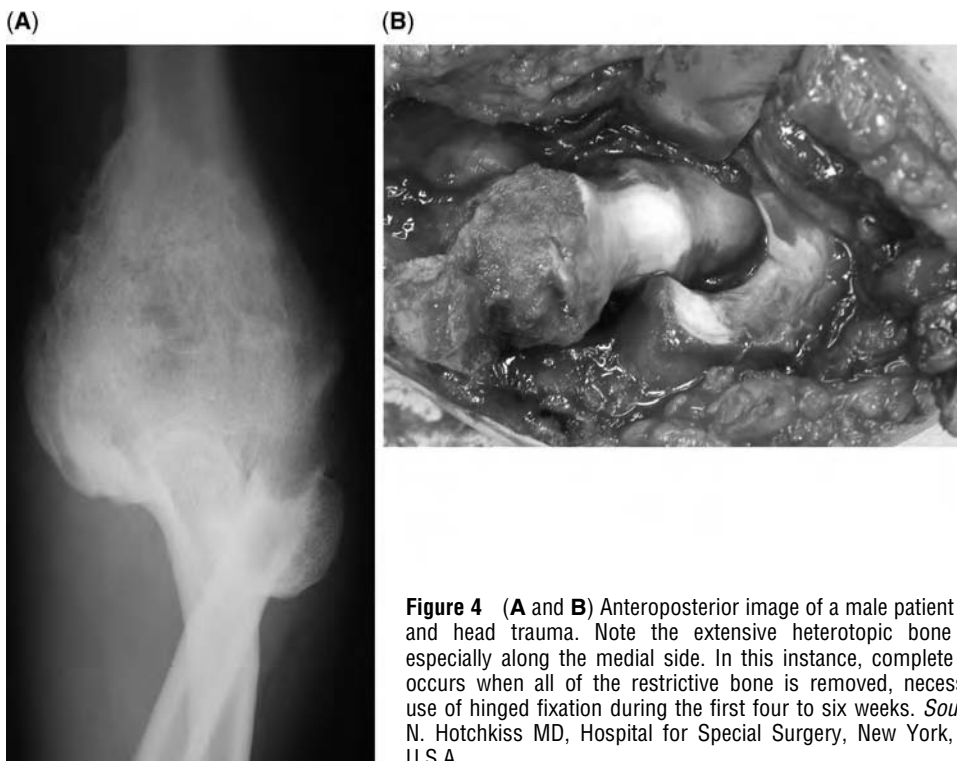 (A)
(B)
Figure 4 (A and B) Anteroposterior image of a male patient
and head trauma. Note the extensive heterotopic bone
especially along the medial side. In this instance, complete
occurs when all of the restrictive bone is removed, neces
use of hinged fixation during the first four to six weeks. Sou
N. Hotchkiss MD, Hospital for Special Surgery, New York,
U.S.A.